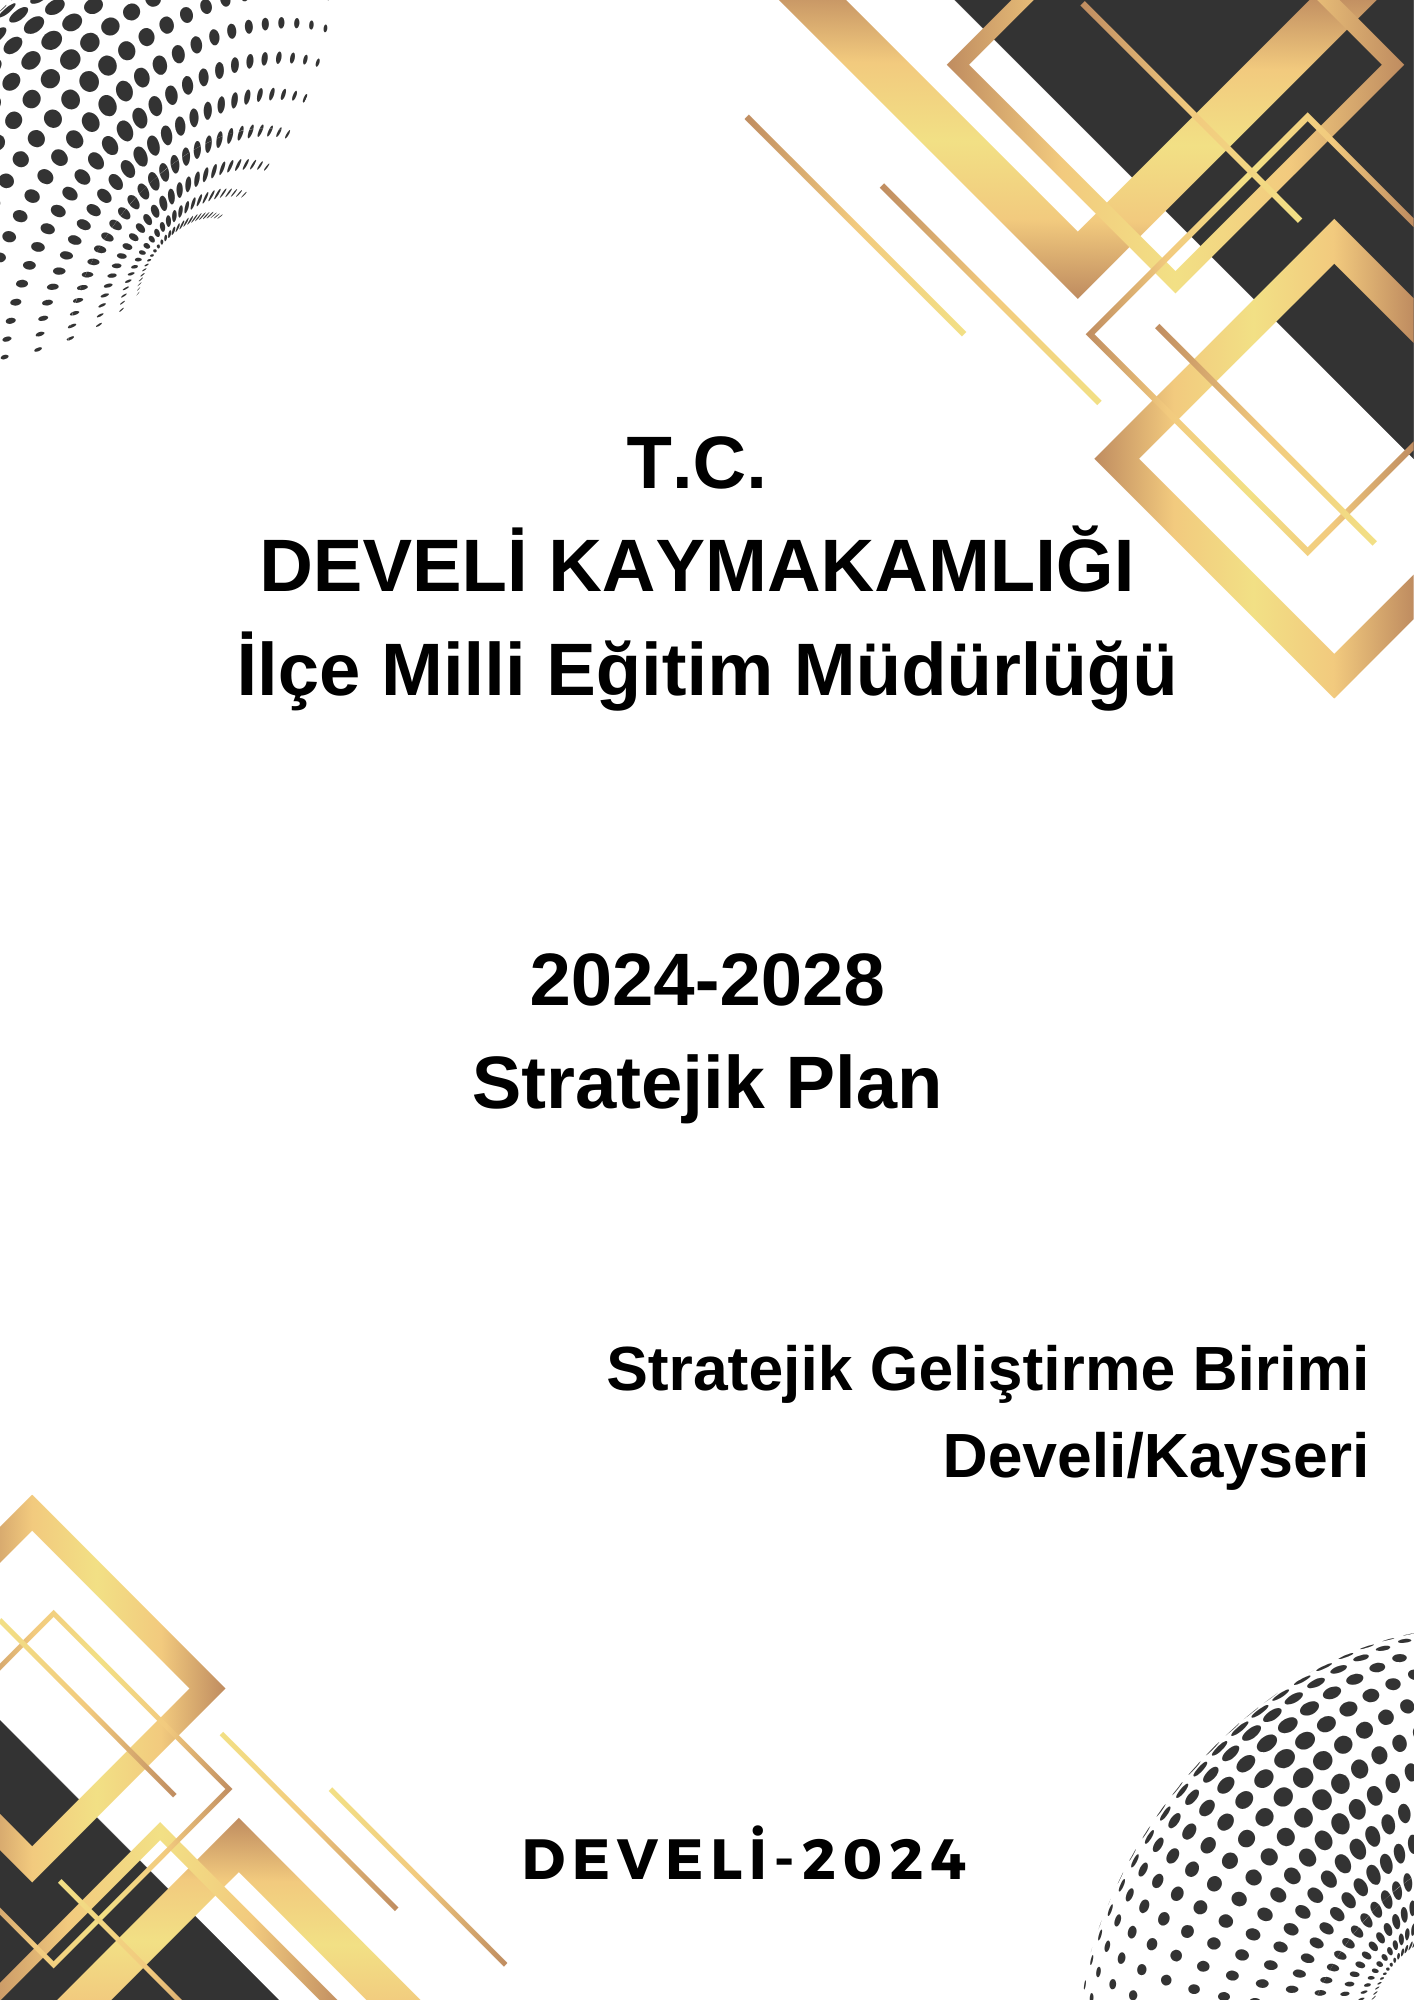 T.C.
DEVELİ KAYMAKAMLIĞI
İlçe Milli Eğitim Müdürlüğü
2024-2028
Stratejik Plan
Stratejik Geliştirme Birimi
Develi/Kayseri
DEVELİ-2024